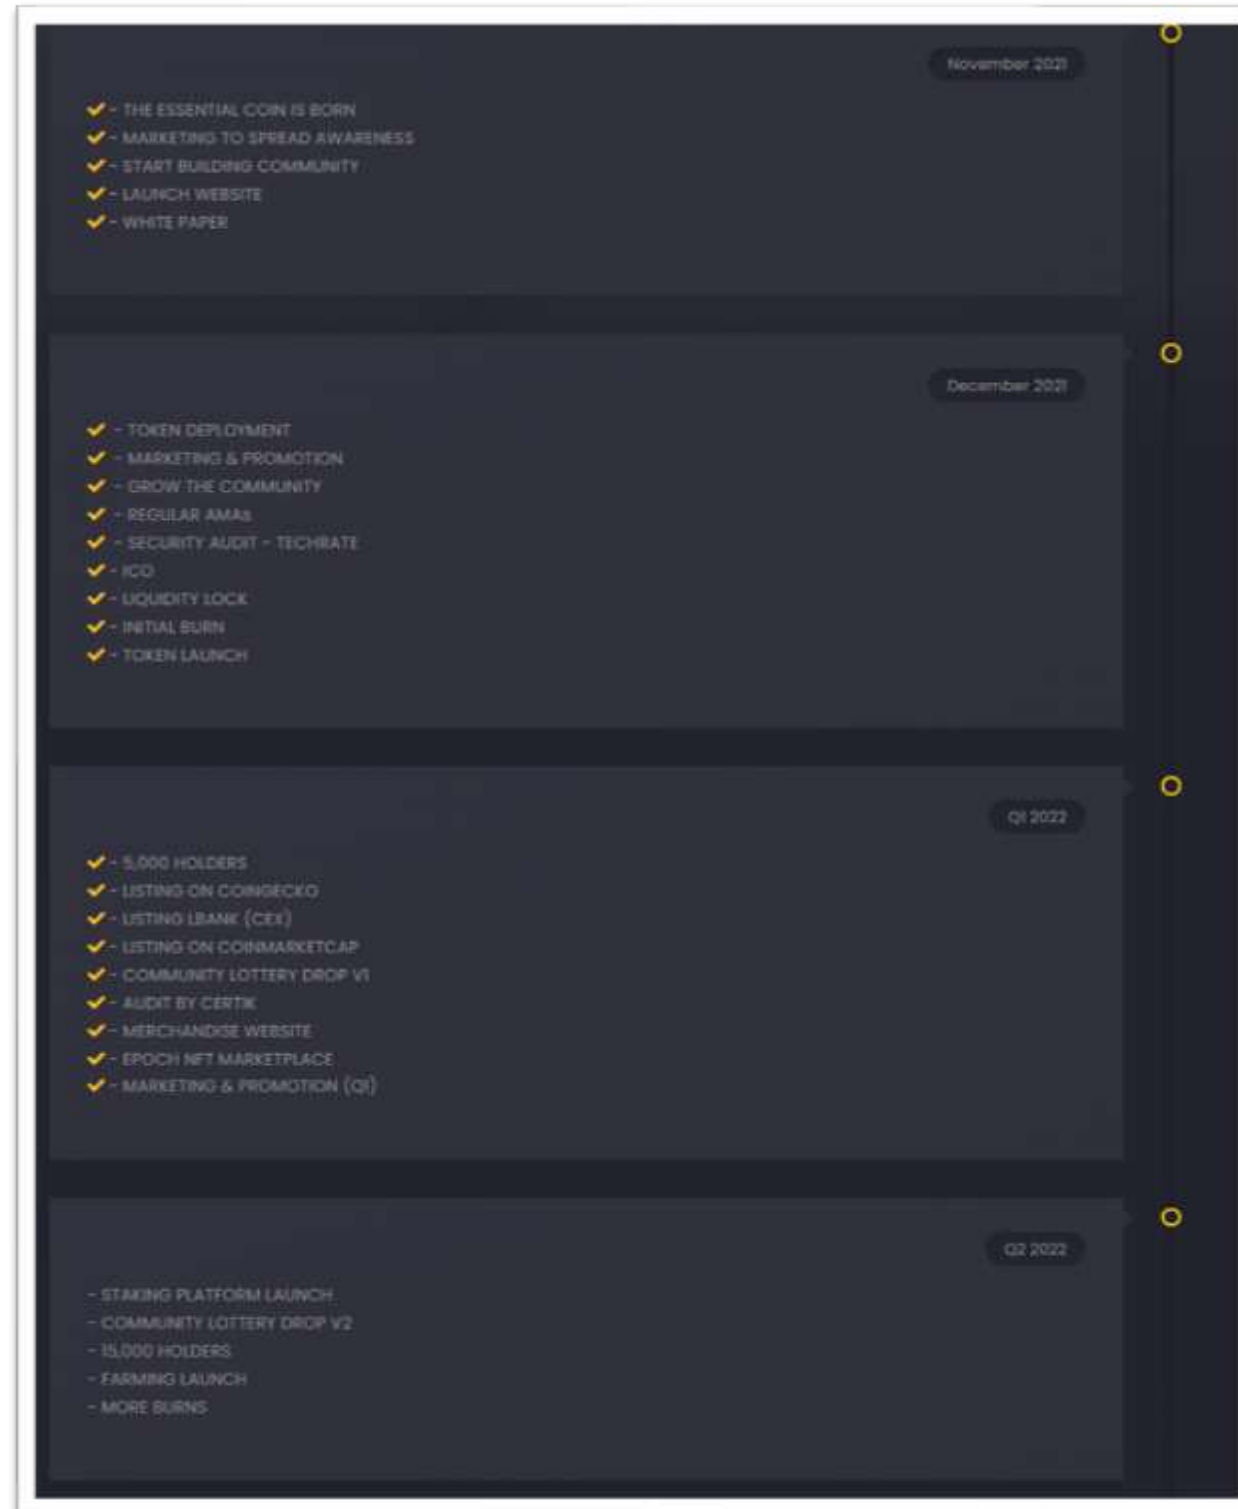 November 2021
- THE ESSENTIAL COIN IS BORN
- MARKETING TO SPREAD AWARENESS
- START BUILDING COMMUNITY
- LAUNCH WEBSITE
- WHITE PAPER
December 2021
- TOKEN DEPLOYMENT
- MARKETING & PROMOTION
- GROW THE COMMUNITY
- REGULAR AMAs
- SECURITY AUDIT - TECHRATE
- ICO
- LIQUIDITY LOCK
- INITIAL BURN
- TOKEN LAUNCH
Q1 2022
- 5,000 HOLDERS
- LISTING ON COINGECKO
- LISTING LBANK (CEX)
- LISTING ON COINMARKETCAP
- COMMUNITY LOTTERY DROP V1
- AUDIT BY CERTIK
- MERCHANDISE WEBSITE
- EPOCH NFT MARKETPLACE
- MARKETING & PROMOTION (Q1)
Q2 2022
- STAKING PLATFORM LAUNCH
- COMMUNITY LOTTERY DROP V2
- 15,000 HOLDERS
- FARMING LAUNCH
- MORE BURNS